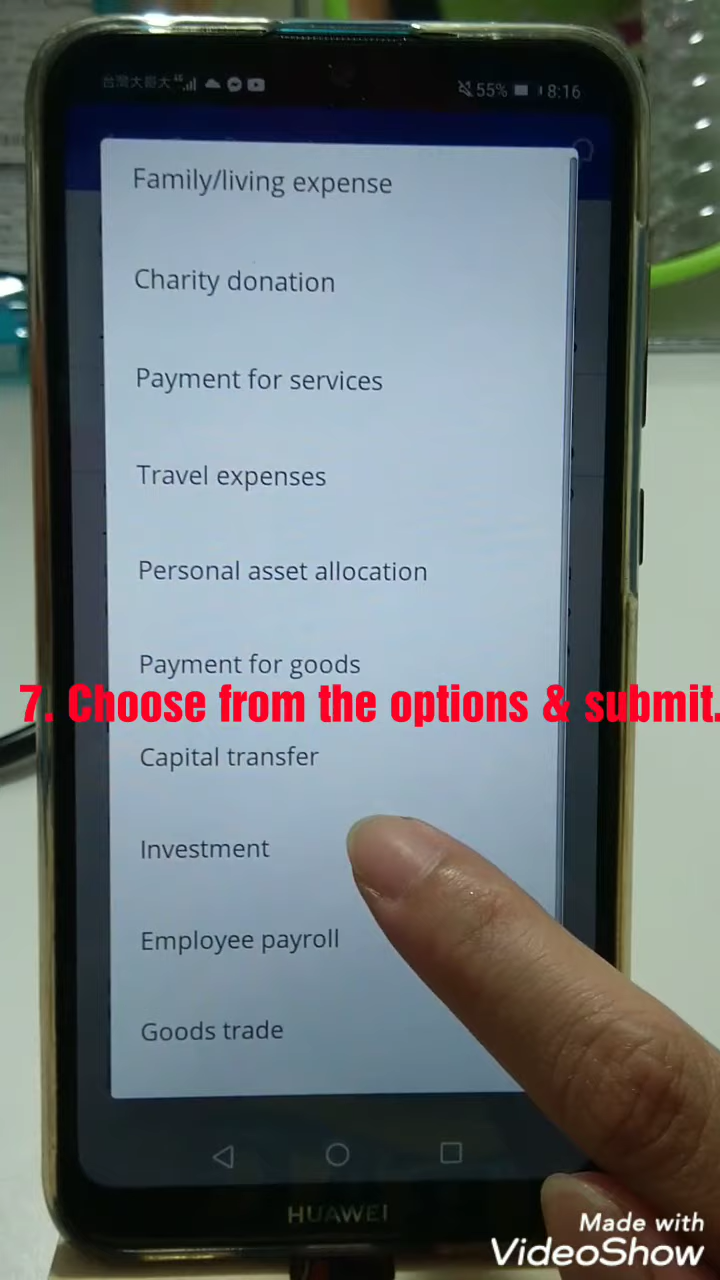 台灣大哥大 55% 8:16
Family/living expense
Charity donation
Payment for services
Travel expenses
Personal asset allocation
Payment for goods
7. Choose from the options & submit.
Capital transfer
Investment
Employee payroll
Goods trade
HUAWEI
Made with
VideoShow